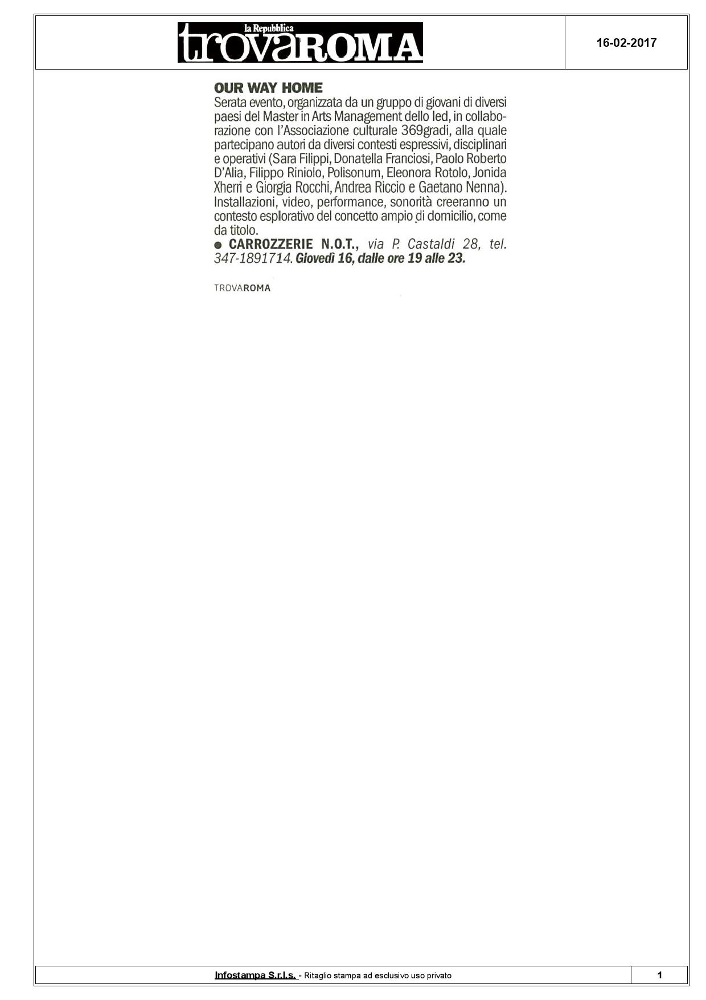 la Repubblica
trovaROMA
16-02-2017
OUR WAY HOME
Serata evento, organizzata da un gruppo di giovani di diversi
paesi del Master in Arts Management dello Ied, in collabo-
razione con l'Associazione culturale 369gradi, alla quale
partecipano autori da diversi contesti espressivi, disciplinari
e operativi (Sara Filippi, Donatella Franciosi, Paolo Roberto
D'Alia, Filippo Riniolo, Polisonum, Eleonora Rotolo, Jonida
Xherri e Giorgia Rocchi, Andrea Riccio e Gaetano Nenna).
Installazioni, video, performance, sonorità creeranno un
contesto esplorativo del concetto ampio di domicilio, come
da titolo.
● CARROZZERIE N.O.T., via P. Castaldi 28, tel.
347-1891714. Giovedì 16, dalle ore 19 alle 23.
TROVAROMA
Infostampa S.r.l.s. - Ritaglio stampa ad esclusivo uso privato
1